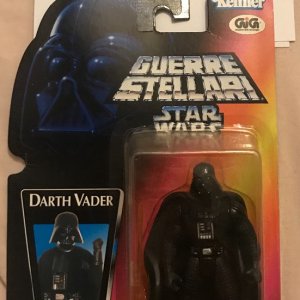 Kenner
GiG
GUERRE
STELLARI
STAR
WARS
DARTH VADER